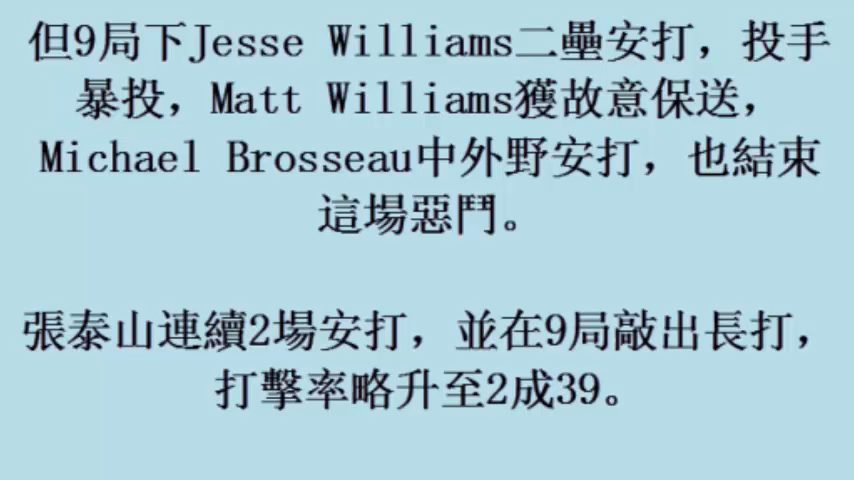 但9局下Jesse Williams二壘安打，投手
暴投，Matt Williams獲故意保送，
Michael Brosseau中外野安打，也結束
這場惡鬥。
張泰山連續2場安打，並在9局敲出長打，
打擊率略升至2成39。